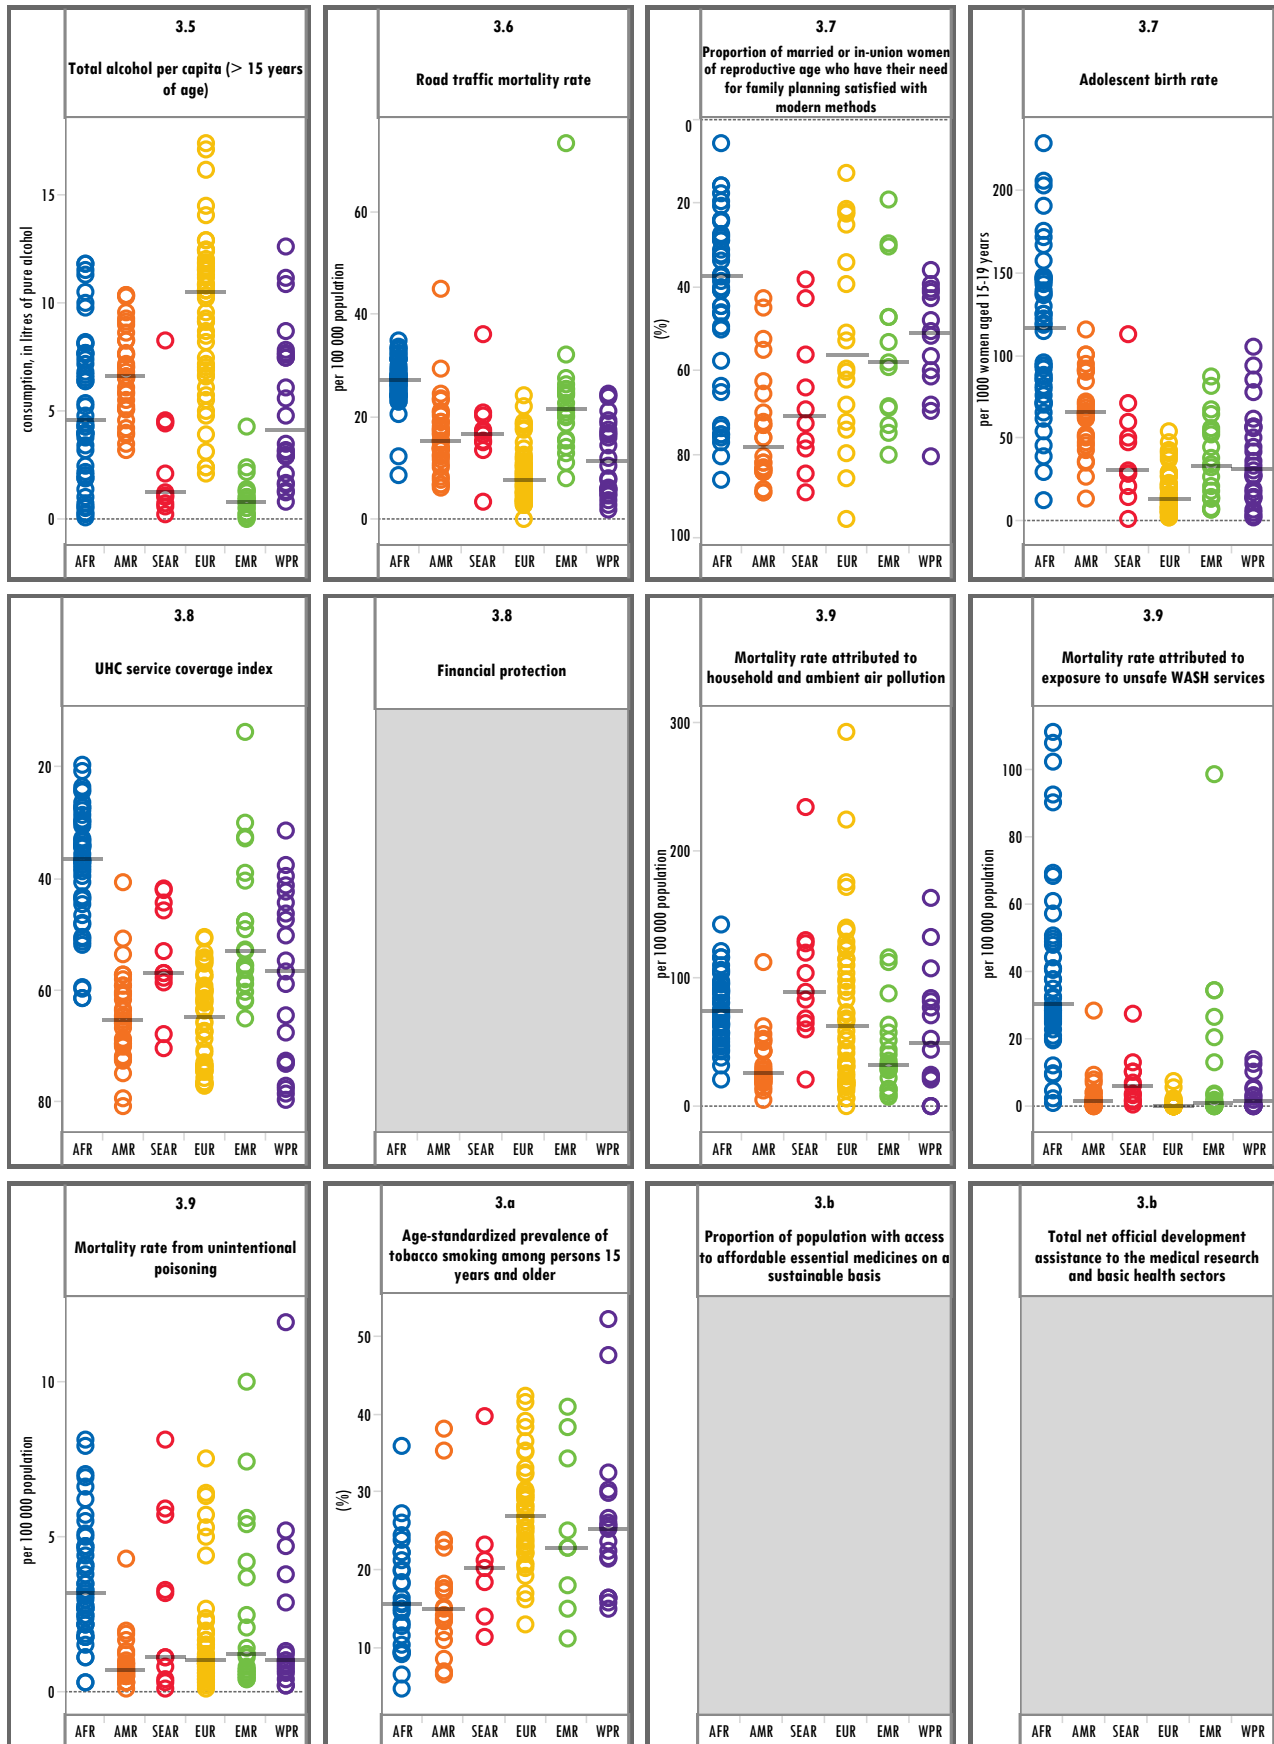 3.5
Total alcohol per capita (> 15 years
of age)
consumption, in litres of pure alcohol
15
10
5
0
AFR AMR SEAR EUR EMR WPR
3.6
Road traffic mortality rate
per 100 000 population
60
40
20
0
AFR AMR SEAR EUR EMR WPR
3.7
Proportion of married or in-union women
of reproductive age who have their need
for family planning satisfied with
modern methods
(%)
0
20
40
60
80
100
AFR AMR SEAR EUR EMR WPR
3.7
Adolescent birth rate
per 1000 women aged 15-19 years
200
150
100
50
0
AFR AMR SEAR EUR EMR WPR
3.8
UHC service coverage index
20
40
60
80
AFR AMR SEAR EUR EMR WPR
3.8
Financial protection
AFR AMR SEAR EUR EMR WPR
3.9
Mortality rate attributed to
household and ambient air pollution
per 100 000 population
300
200
100
0
AFR AMR SEAR EUR EMR WPR
3.9
Mortality rate attributed to
exposure to unsafe WASH services
per 100 000 population
100
80
60
40
20
0
AFR AMR SEAR EUR EMR WPR
3.9
Mortality rate from unintentional
poisoning
per 100 000 population
10
5
0
AFR AMR SEAR EUR EMR WPR
3.a
Age-standardized prevalence of
tobacco smoking among persons 15
years and older
(%)
50
40
30
20
10
AFR AMR SEAR EUR EMR WPR
3.b
Proportion of population with access
to affordable essential medicines on a
sustainable basis
AFR AMR SEAR EUR EMR WPR
3.b
Total net official development
assistance to the medical research
and basic health sectors
AFR AMR SEAR EUR EMR WPR